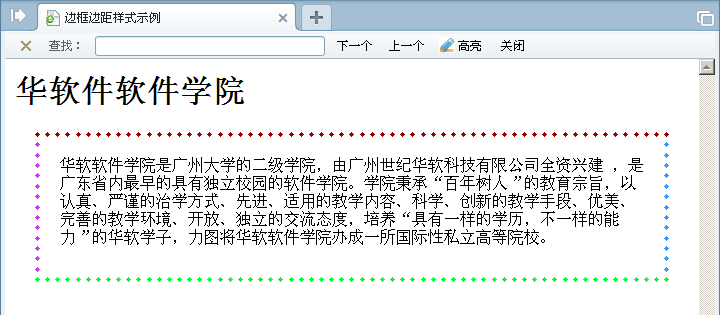 边框边距样式示例
查找：
下一个
上一个
高亮
关闭
华软件软件学院
华软软件学院是广州大学的二级学院，由广州世纪华软科技有限公司全资兴建 ，是
广东省内最早的具有独立校园的软件学院。学院秉承“百年树人 ”的教育宗旨，以
认真、严谨的治学方式、先进、适用的教学内容、科学、创新的教学手段、优美、
完善的教学环境、开放、独立的交流态度，培养“具有一样的学历，不一样的能
力 ”的华软学子，力图将华软软件学院办成一所国际性私立高等院校。